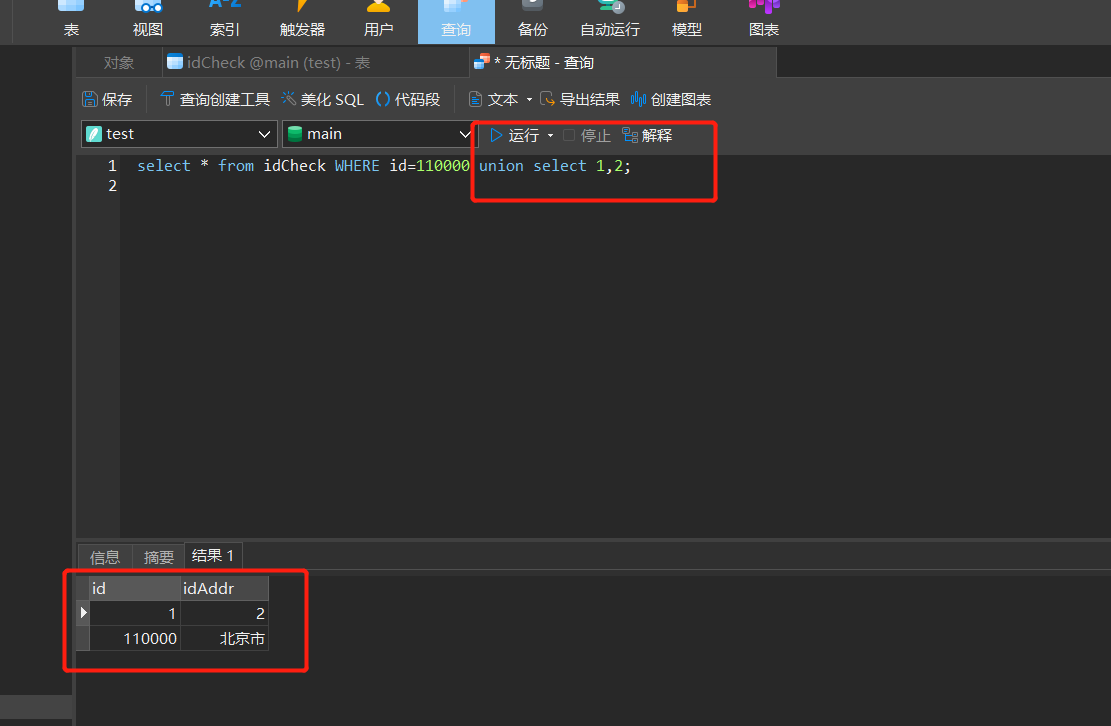 表 视图 索引 触发器 用户 查询 备份 自动运行 模型 图表
对象 idCheck @main (test) - 表 * 无标题 - 查询
保存 查询创建工具 美化 SQL 代码段 文本 导出结果 创建图表
test main 运行 停止 解释
1 select * from idCheck WHERE id=110000 union select 1,2;
2
信息 摘要 结果 1
id idAddr
1 2
110000 北京市